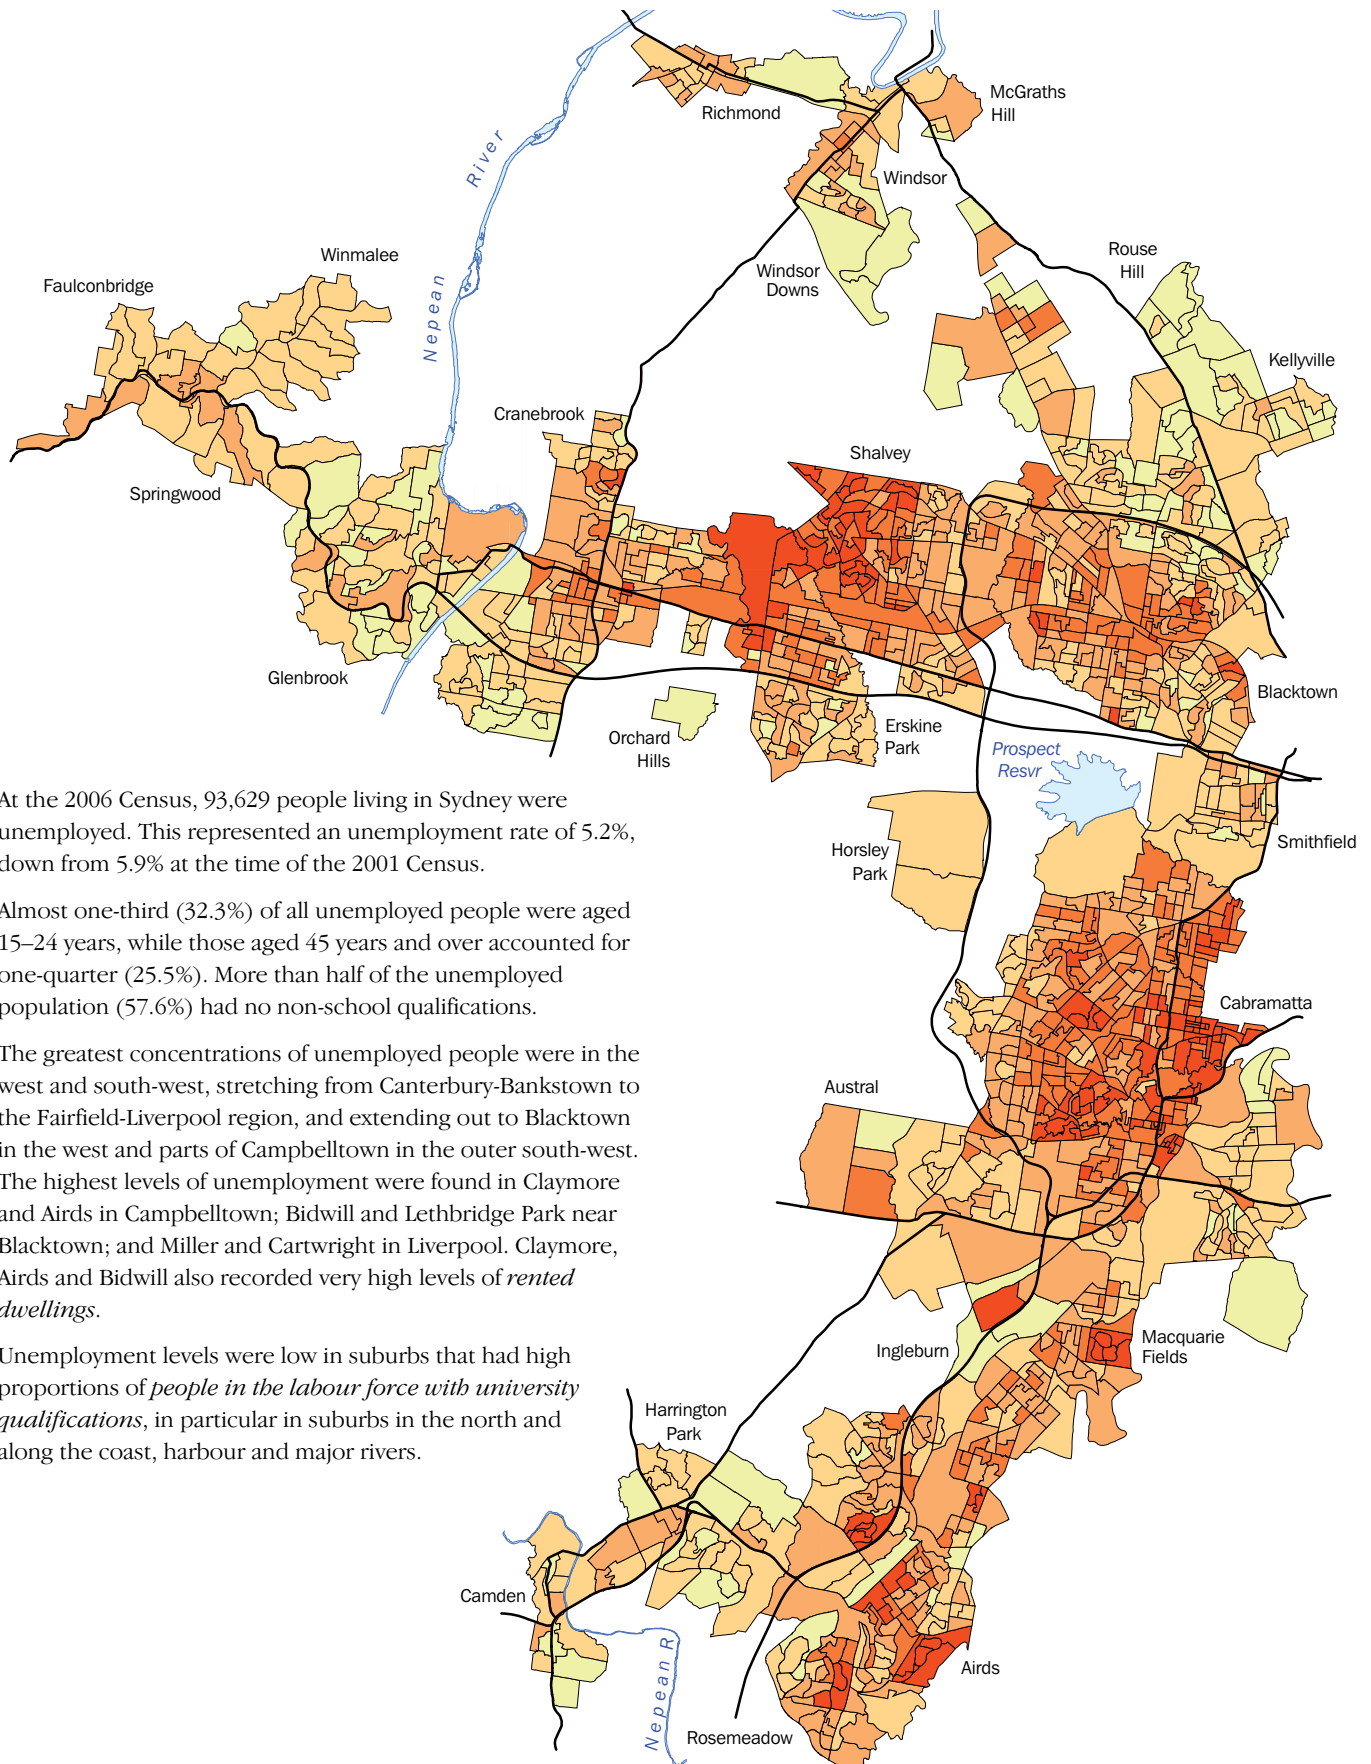 McGraths
Hill
Richmond
River
Windsor
Rouse
Hill
Winmalee
Windsor
Downs
Faulconbridge
Nepean
Kellyville
Cranebrook
Shalvey
Springwood
Glenbrook
Blacktown
Orchard
Hills
Erskine
Park
Prospect
Resvr
At the 2006 Census, 93,629 people living in Sydney were
unemployed. This represented an unemployment rate of 5.2%,
down from 5.9% at the time of the 2001 Census.
Smithfield
Horsley
Park
Almost one-third (32.3%) of all unemployed people were aged
15–24 years, while those aged 45 years and over accounted for
one-quarter (25.5%). More than half of the unemployed
population (57.6%) had no non-school qualifications.
Cabramatta
The greatest concentrations of unemployed people were in the
west and south-west, stretching from Canterbury-Bankstown to
the Fairfield-Liverpool region, and extending out to Blacktown
in the west and parts of Campbelltown in the outer south-west.
The highest levels of unemployment were found in Claymore
and Airds in Campbelltown; Bidwill and Lethbridge Park near
Blacktown; and Miller and Cartwright in Liverpool. Claymore,
Airds and Bidwill also recorded very high levels of rented
dwellings.
Austral
Unemployment levels were low in suburbs that had high
proportions of people in the labour force with university
qualifications, in particular in suburbs in the north and
along the coast, harbour and major rivers.
Ingleburn
Macquarie
Fields
Harrington
Park
Camden
Nepean R
Airds
Rosemeadow